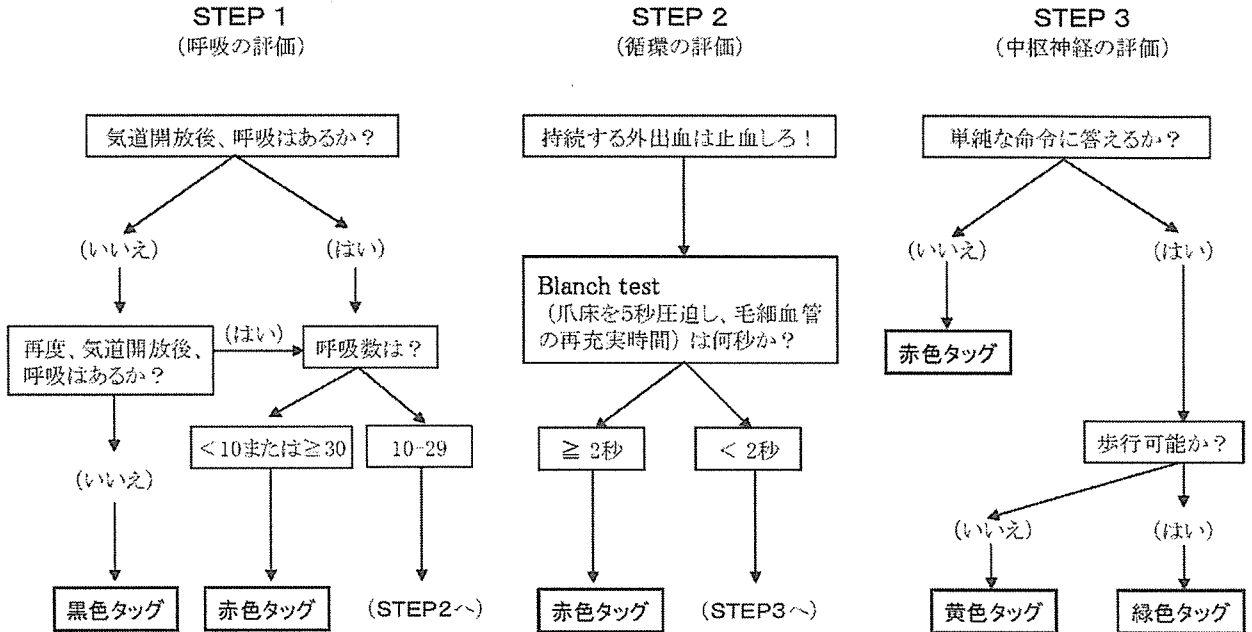 STEP 1
(呼吸の評価)
気道開放後、呼吸はあるか?
(いいえ)
(はい)
再度、気道開放後、
呼吸はあるか?
(はい)
呼吸数は?
<10または≧30
10-29
(いいえ)
黒色タッグ
赤色タッグ
(STEP2へ)
STEP 2
(循環の評価)
持続する外出血は止血しろ!
Blanch test
(爪床を5秒圧迫し、毛細血管
の再充実時間)は何秒か?
≧ 2秒
< 2秒
赤色タッグ
(STEP3へ)
STEP 3
(中枢神経の評価)
単純な命令に答えるか?
(いいえ)
(はい)
赤色タッグ
歩行可能か?
(いいえ)
(はい)
黄色タッグ
緑色タッグ